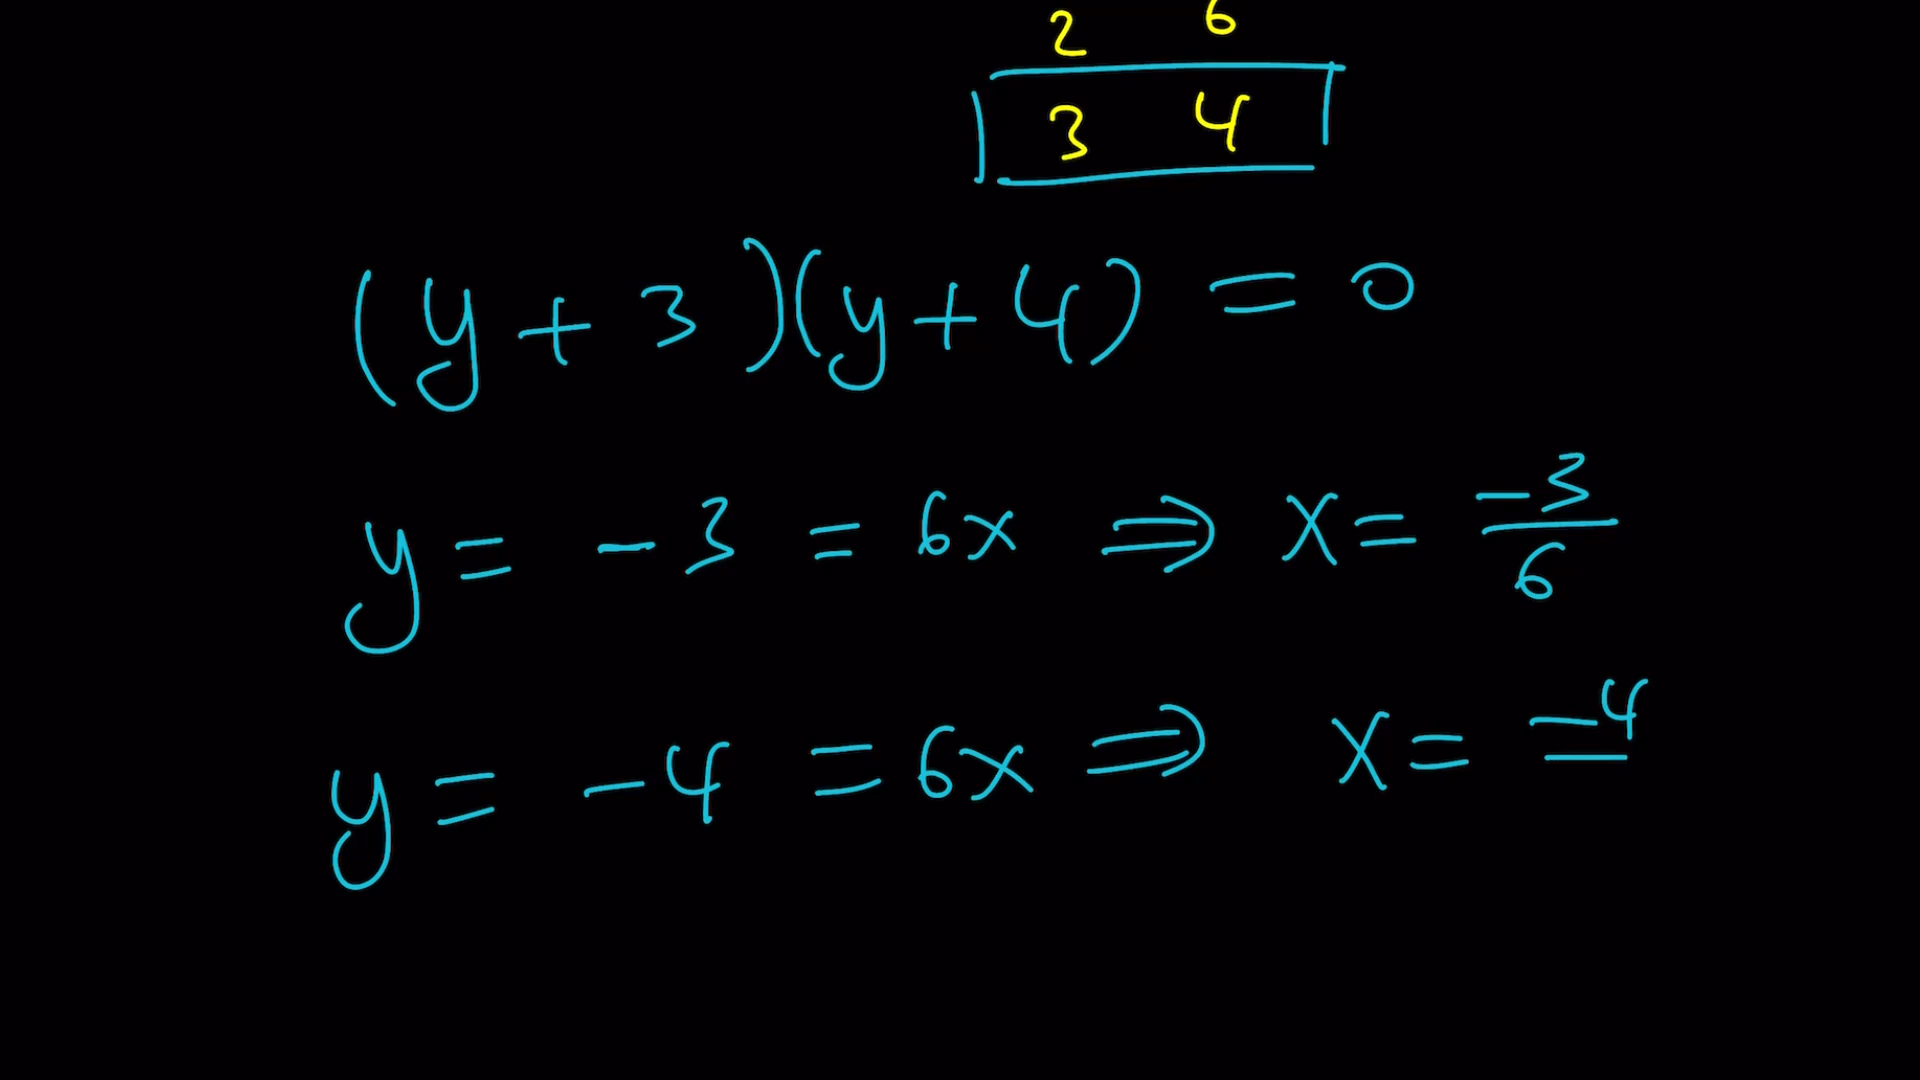 2 6
3 4
(y+3)(y+4) = 0
y = -3 = 6x ⇒ x = -3/6
y = -4 = 6x ⇒ x = -4/